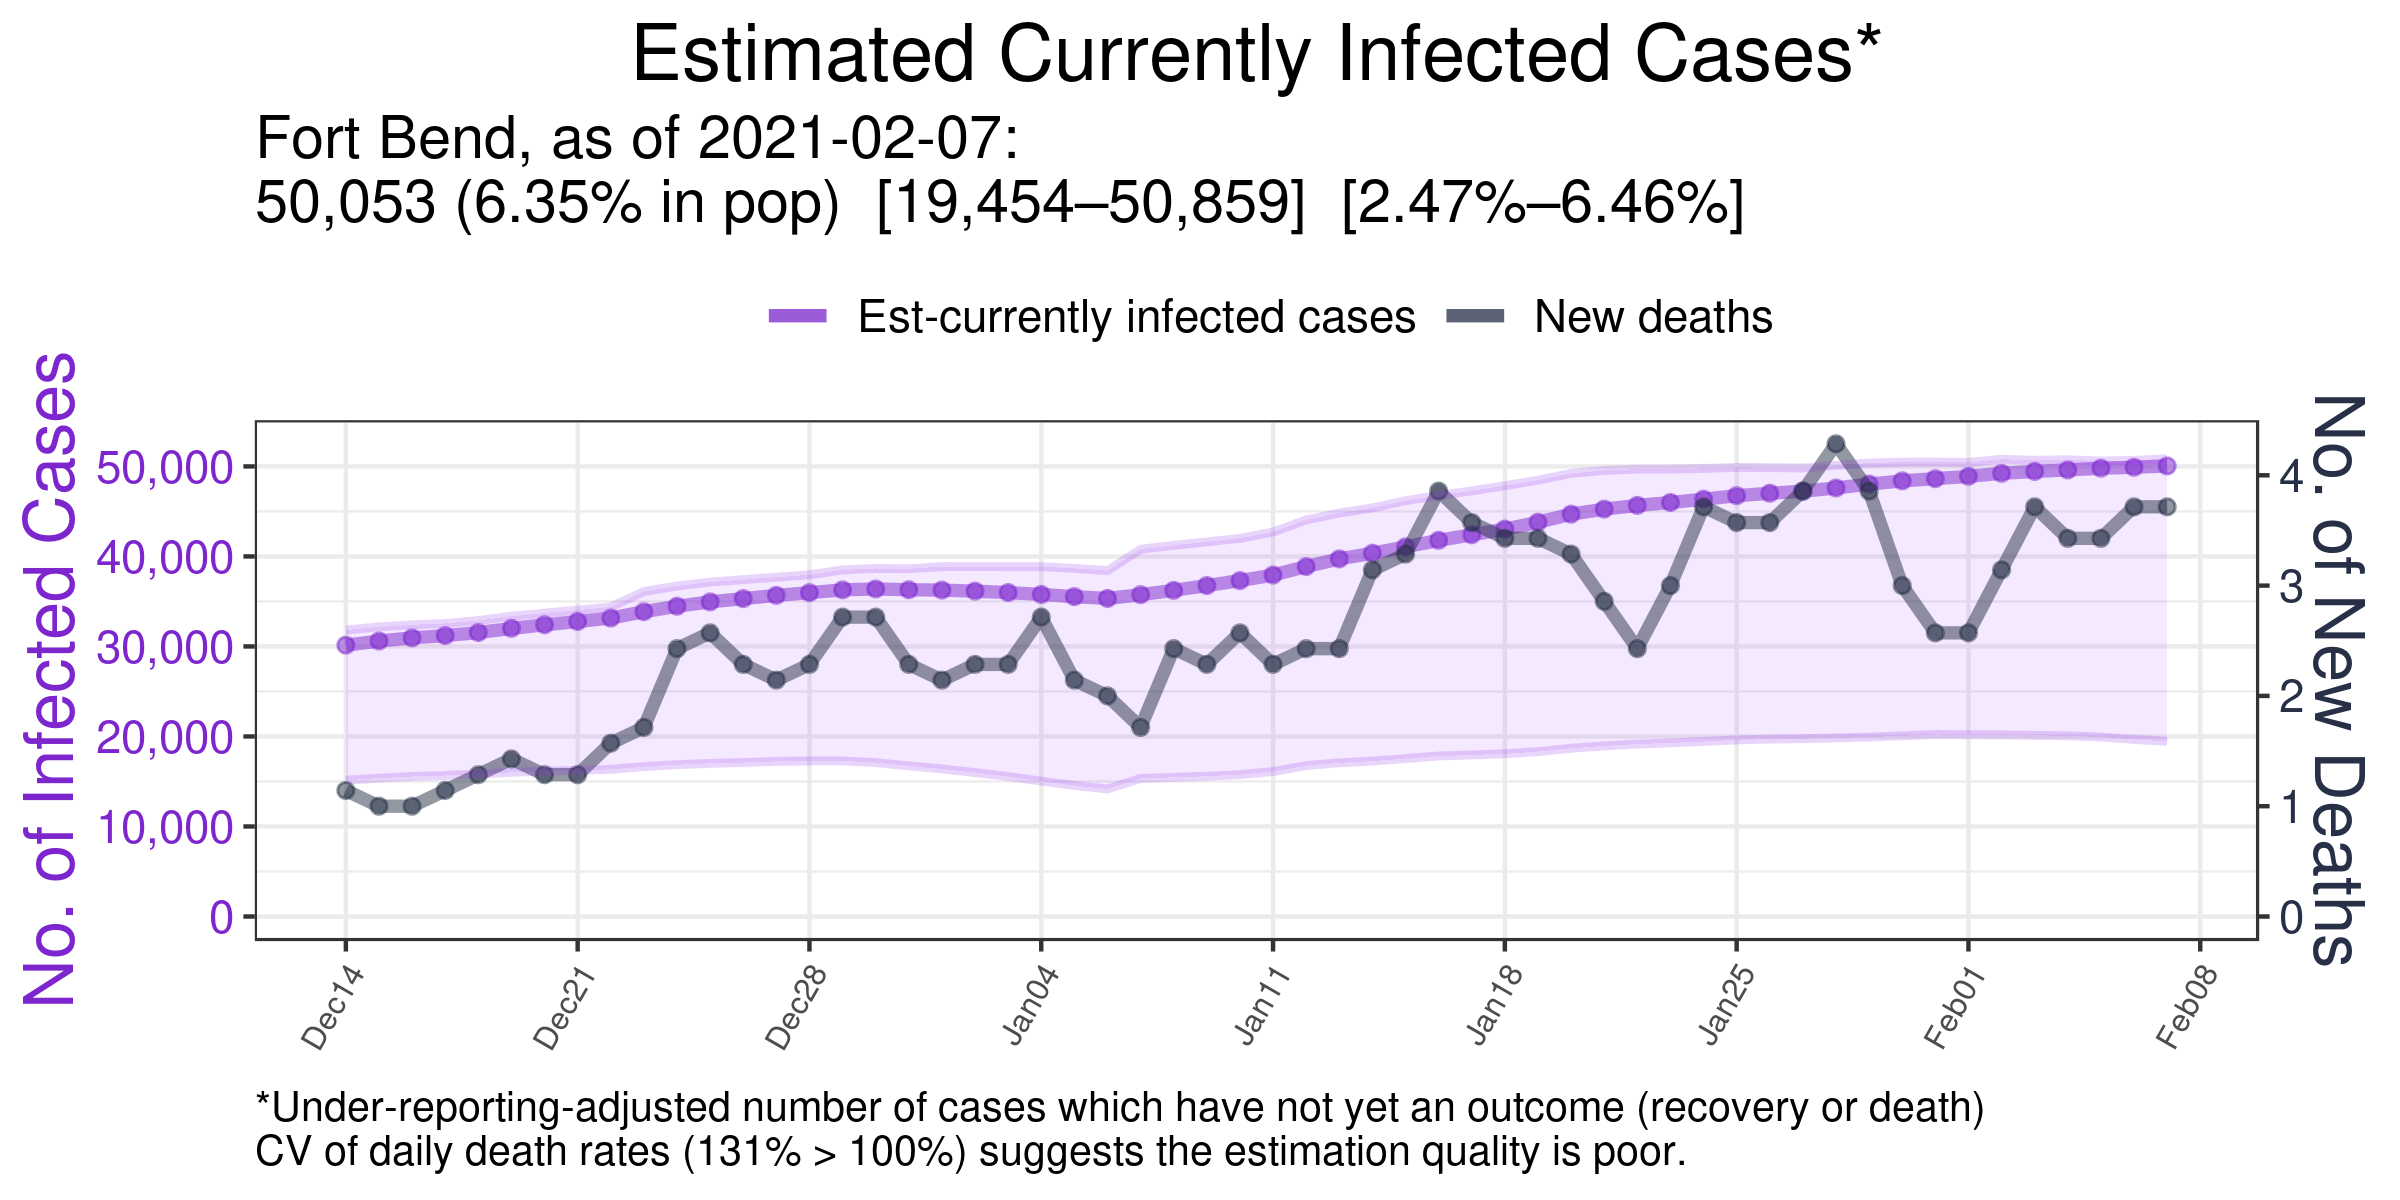 Estimated Currently Infected Cases*
Fort Bend, as of 2021-02-07:
50,053 (6.35% in pop)  [19,454–50,859]  [2.47%–6.46%]
Est-currently infected cases
New deaths
No. of Infected Cases
50,000
40,000
30,000
20,000
10,000
0
No. of New Deaths
4
3
2
1
0
Dec14
Dec21
Dec28
Jan04
Jan11
Jan18
Jan25
Feb01
Feb08
*Under-reporting-adjusted number of cases which have not yet an outcome (recovery or death)
CV of daily death rates (131% > 100%) suggests the estimation quality is poor.